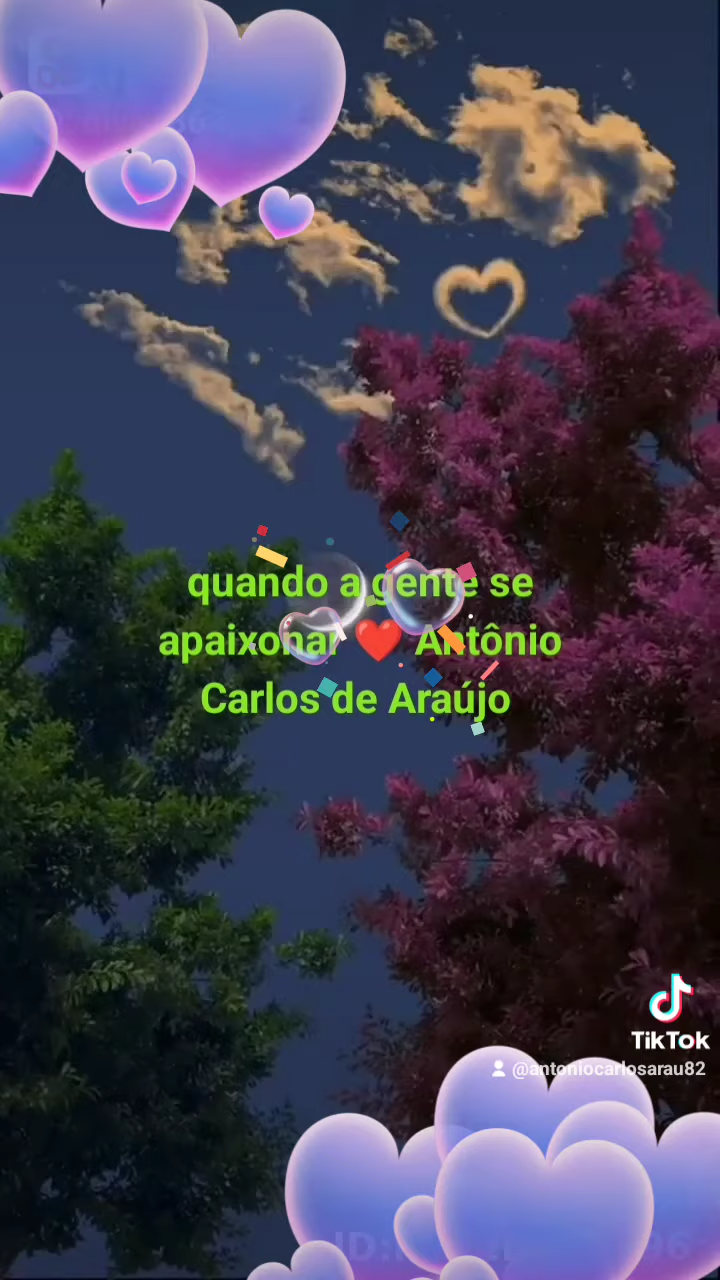 quando a gente se
apaixonar ❤️ Antônio
Carlos de Araújo
TikTok
@antoniocarlosarau82